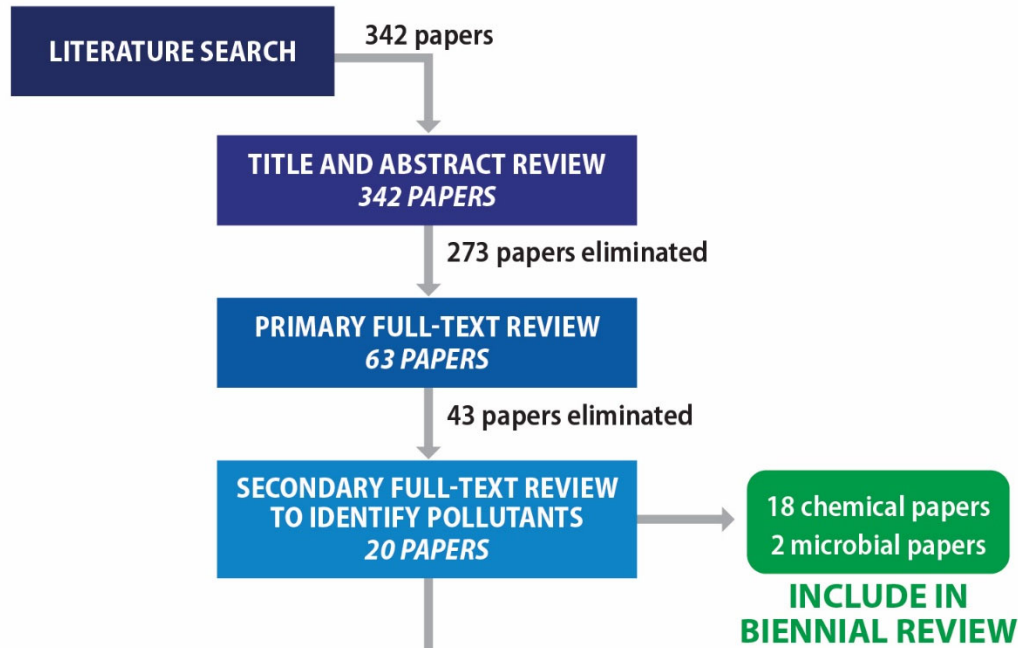 LITERATURE SEARCH
342 papers
TITLE AND ABSTRACT REVIEW
342 PAPERS
273 papers eliminated
PRIMARY FULL-TEXT REVIEW
63 PAPERS
43 papers eliminated
SECONDARY FULL-TEXT REVIEW
TO IDENTIFY POLLUTANTS
20 PAPERS
18 chemical papers
2 microbial papers
INCLUDE IN
BIENNIAL REVIEW